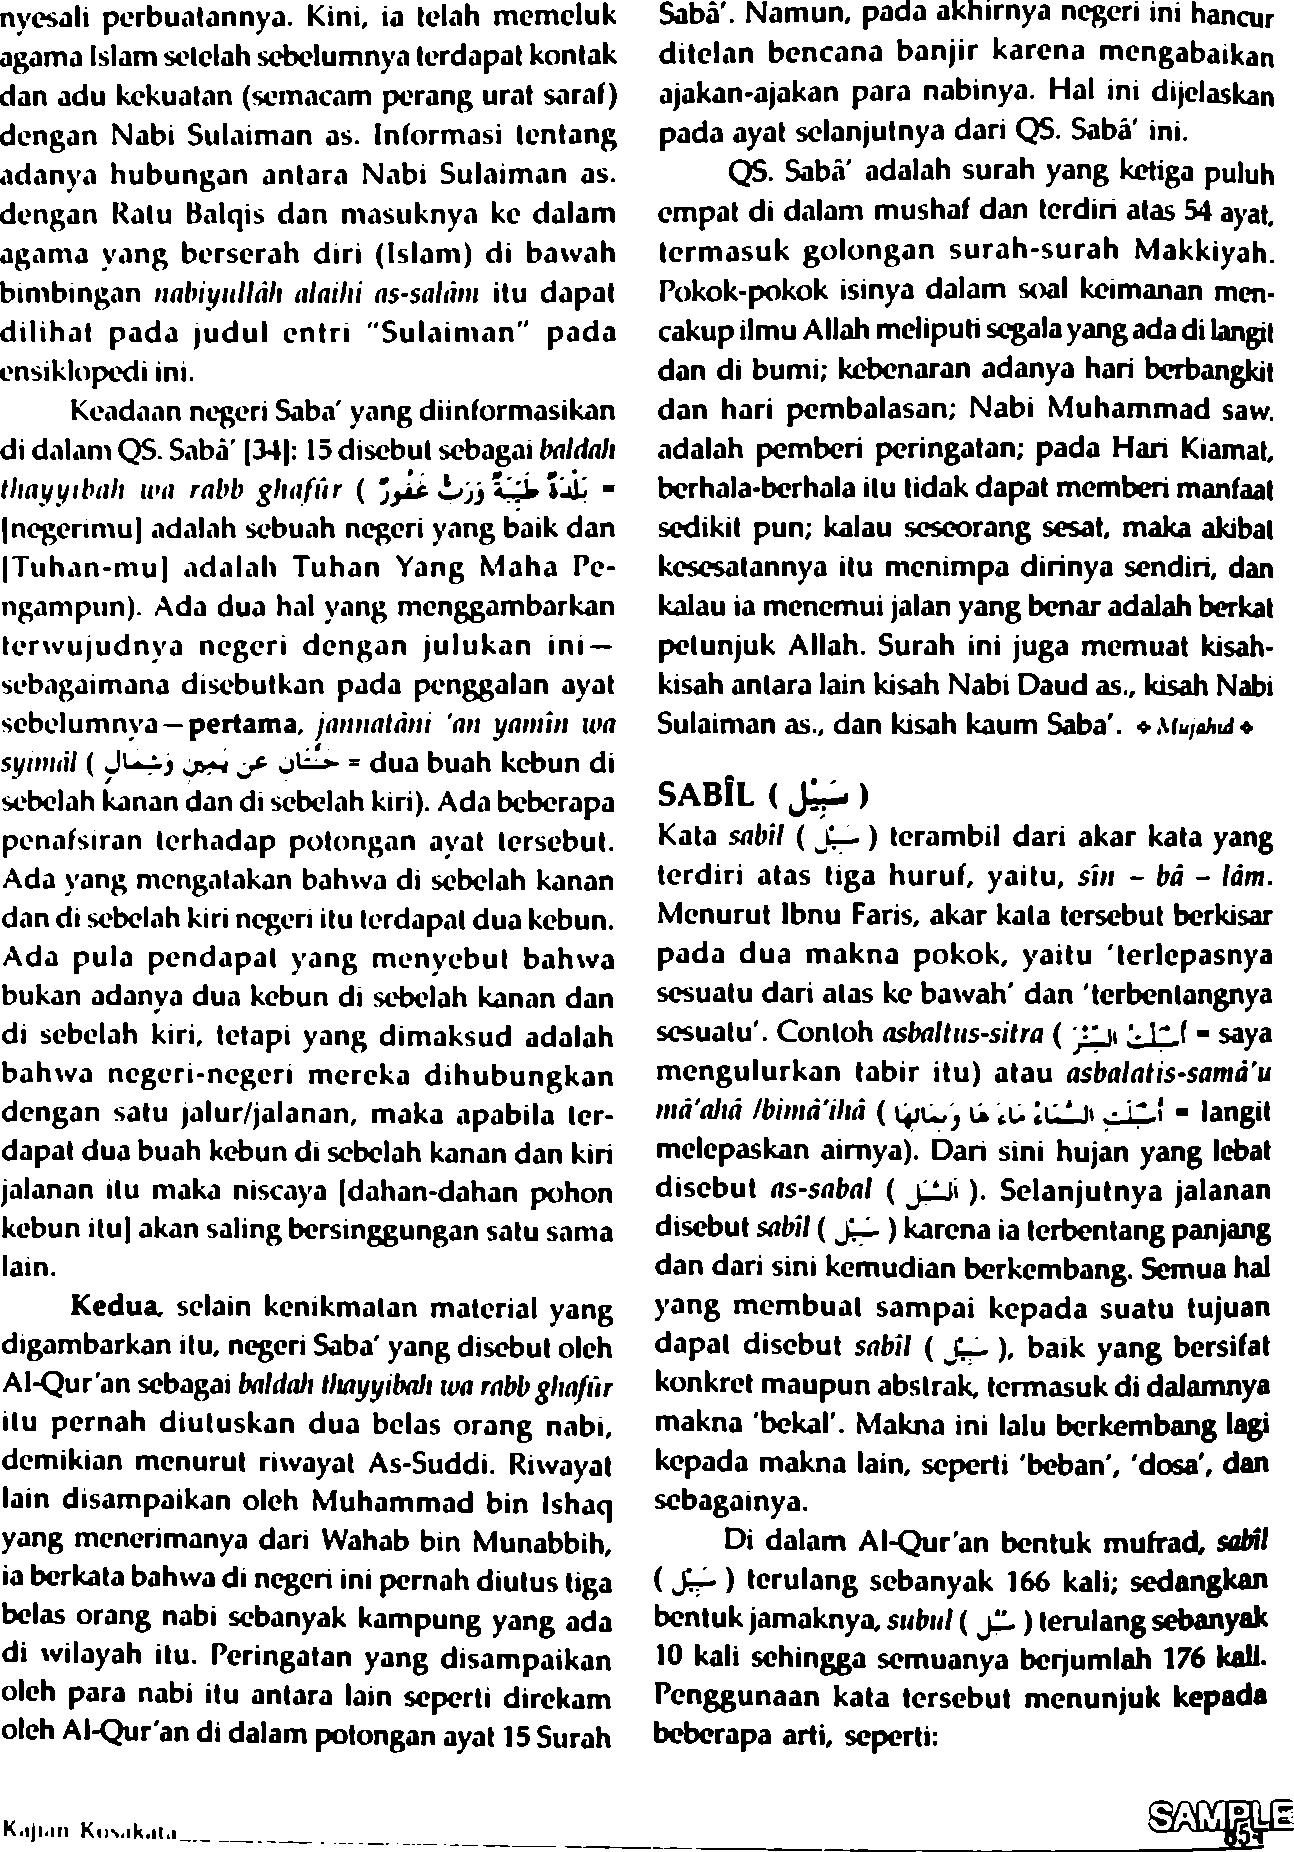 nyesali perbuatannya. Kini, ia telah memeluk
agama Islam setelah sebelumnya terdapat kontak
dan adu kekuatan (semacam perang urat saraf)
dengan Nabi Sulaiman as. Informasi tentang
adanya hubungan antara Nabi Sulaiman as.
dengan Ratu Balqis dan masuknya ke dalam
agama yang berserah diri (Islam) di bawah
bimbingan nabiyullâh alaihi as-salâm itu dapat
dilihat pada judul entri "Sulaiman" pada
ensiklopedi ini.
Keadaan negeri Saba' yang diinformasikan
di dalam QS. Sabâ' [34]: 15 disebut sebagai baldah
thayyibah wa rabb ghafûr ( بَلْدَةٌ طَيِّبَةٌ وَرَبٌّ غَفُورٌ =
[negerimu] adalah sebuah negeri yang baik dan
[Tuhan-mu] adalah Tuhan Yang Maha Pe-
ngampun). Ada dua hal yang menggambarkan
terwujudnya negeri dengan julukan ini—
sebagaimana disebutkan pada penggalan ayat
sebelumnya—pertama, jannatâni 'an yamîn wa
syimâl ( جَنَّتَانِ عَن يَمِينٍ وَشِمَالٍ = dua buah kebun di
sebelah kanan dan di sebelah kiri). Ada beberapa
penafsiran terhadap potongan ayat tersebut.
Ada yang mengatakan bahwa di sebelah kanan
dan di sebelah kiri negeri itu terdapat dua kebun.
Ada pula pendapat yang menyebut bahwa
bukan adanya dua kebun di sebelah kanan dan
di sebelah kiri, tetapi yang dimaksud adalah
bahwa negeri-negeri mereka dihubungkan
dengan satu jalur/jalanan, maka apabila ter-
dapat dua buah kebun di sebelah kanan dan kiri
jalanan itu maka niscaya [dahan-dahan pohon
kebun itu] akan saling bersinggungan satu sama
lain.
Kedua, selain kenikmatan material yang
digambarkan itu, negeri Saba' yang disebut oleh
Al-Qur'an sebagai baldah thayyibah wa rabb ghafûr
itu pernah diutuskan dua belas orang nabi,
demikian menurut riwayat As-Suddi. Riwayat
lain disampaikan oleh Muhammad bin Ishaq
yang menerimanya dari Wahab bin Munabbih,
ia berkata bahwa di negeri ini pernah diutus tiga
belas orang nabi sebanyak kampung yang ada
di wilayah itu. Peringatan yang disampaikan
oleh para nabi itu antara lain seperti direkam
oleh Al-Qur'an di dalam potongan ayat 15 Surah
Sabâ'. Namun, pada akhirnya negeri ini hancur
ditelan bencana banjir karena mengabaikan
ajakan-ajakan para nabinya. Hal ini dijelaskan
pada ayat selanjutnya dari QS. Sabâ' ini.
QS. Sabâ' adalah surah yang ketiga puluh
empat di dalam mushaf dan terdiri atas 54 ayat,
termasuk golongan surah-surah Makkiyah.
Pokok-pokok isinya dalam soal keimanan men-
cakup ilmu Allah meliputi segala yang ada di langit
dan di bumi; kebenaran adanya hari berbangkit
dan hari pembalasan; Nabi Muhammad saw.
adalah pemberi peringatan; pada Hari Kiamat,
berhala-berhala itu tidak dapat memberi manfaat
sedikit pun; kalau seseorang sesat, maka akibat
kesesatannya itu menimpa dirinya sendiri, dan
kalau ia menemui jalan yang benar adalah berkat
petunjuk Allah. Surah ini juga memuat kisah-
kisah antara lain kisah Nabi Daud as., kisah Nabi
Sulaiman as., dan kisah kaum Saba'. ✦ Mujahid ✦
SABÎL ( سَبِيْل )
Kata sabîl ( سَبِيْل ) terambil dari akar kata yang
terdiri atas tiga huruf, yaitu, sîn – bâ – lâm.
Menurut Ibnu Faris, akar kata tersebut berkisar
pada dua makna pokok, yaitu 'terlepasnya
sesuatu dari atas ke bawah' dan 'terbentangnya
sesuatu'. Contoh asbaltus-sitra ( أَسْبَلْتُ السِّتْرَ = saya
mengulurkan tabir itu) atau asbalatis-samâ'u
mâ'ahâ /bimâ'ihâ ( أَسْبَلَتِ السَّمَاءُ مَاءَ هَا وَبِمَائِهَا = langit
melepaskan airnya). Dari sini hujan yang lebat
disebut as-sabal ( السَّبَل ). Selanjutnya jalanan
disebut sabîl ( سَبِيْل ) karena ia terbentang panjang
dan dari sini kemudian berkembang. Semua hal
yang membuat sampai kepada suatu tujuan
dapat disebut sabîl ( سَبِيْل ), baik yang bersifat
konkret maupun abstrak, termasuk di dalamnya
makna 'bekal'. Makna ini lalu berkembang lagi
kepada makna lain, seperti 'beban', 'dosa', dan
sebagainya.
Di dalam Al-Qur'an bentuk mufrad, sabîl
( سَبِيْل ) terulang sebanyak 166 kali; sedangkan
bentuk jamaknya, subul ( سُبُل ) terulang sebanyak
10 kali sehingga semuanya berjumlah 176 kali.
Penggunaan kata tersebut menunjuk kepada
beberapa arti, seperti:
Kajian Kosakata
SAMPLE